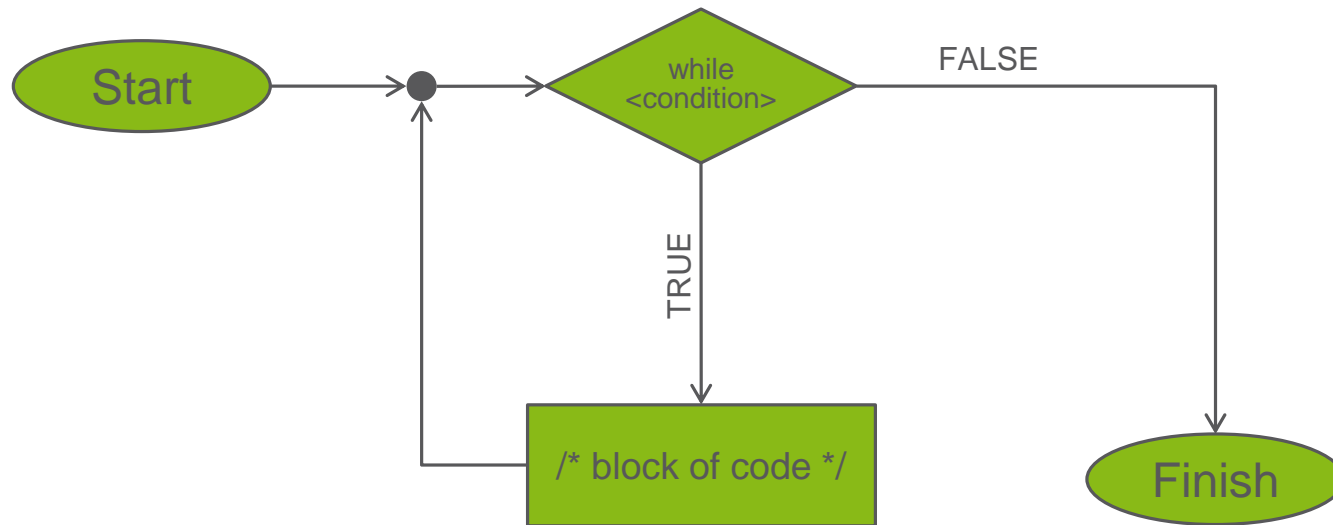 Start
while
<condition>
FALSE
TRUE
/* block of code */
Finish